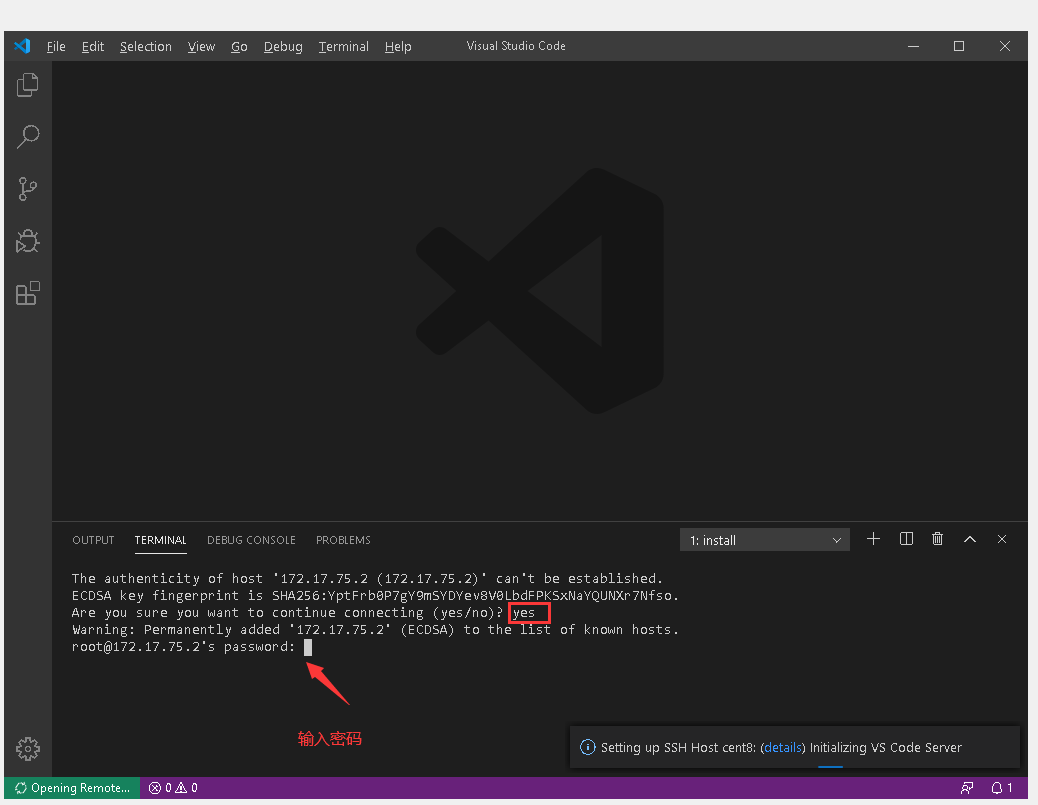 File Edit Selection View Go Debug Terminal Help Visual Studio Code
OUTPUT TERMINAL DEBUG CONSOLE PROBLEMS 1: install
The authenticity of host '172.17.75.2 (172.17.75.2)' can't be established.
ECDSA key fingerprint is SHA256:YptFrb0P7gY9mSYDYev8V0LbdFPKSxNaYQUNXr7Nfso.
Are you sure you want to continue connecting (yes/no)? yes
Warning: Permanently added '172.17.75.2' (ECDSA) to the list of known hosts.
root@172.17.75.2's password:
输入密码
Setting up SSH Host cent8: (details) Initializing VS Code Server
Opening Remote... 0 0 1